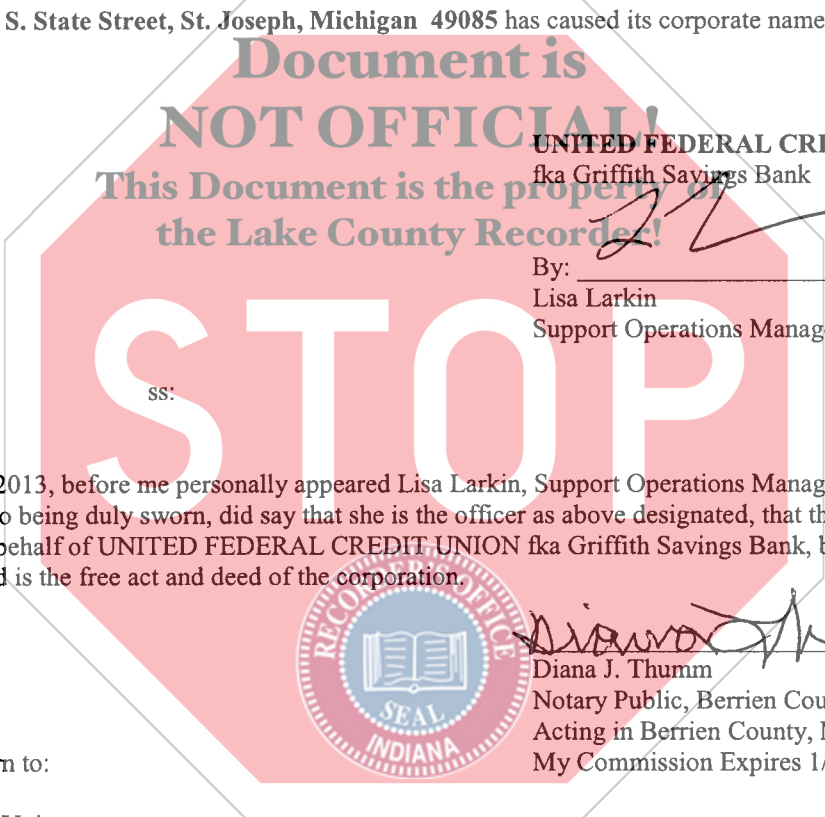 S. State Street, St. Joseph, Michigan 49085 has caused its corporate name
Document is
NOT OFFICIAL!
This Document is the property of
the Lake County Recorder!
UNITED FEDERAL CRE
fka Griffith Savings Bank
By:
Lisa Larkin
Support Operations Manag
STOP
ss:
2013, before me personally appeared Lisa Larkin, Support Operations Manag
o being duly sworn, did say that she is the officer as above designated, that th
behalf of UNITED FEDERAL CREDIT UNION fka Griffith Savings Bank, b
d is the free act and deed of the corporation.
RECORDER'S OFFICE
SEAL
INDIANA
Diana J. Thumm
Notary Public, Berrien Cou
Acting in Berrien County, M
My Commission Expires 1/
n to: